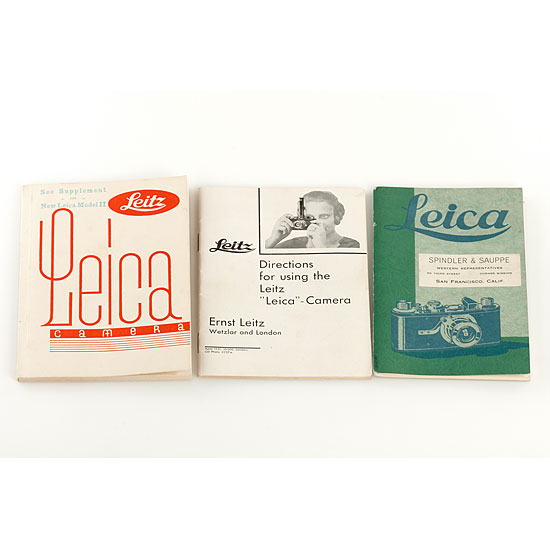 See Supplement
New Leica Model II
Leitz
Leica
CAMERA
Leitz
Directions
for using the
Leitz
"Leica"-Camera
Ernst Leitz
Wetzlar and London
Leica
SPINDLER & SAUPPE
WESTERN REPRESENTATIVES
SAN FRANCISCO, CALIF.